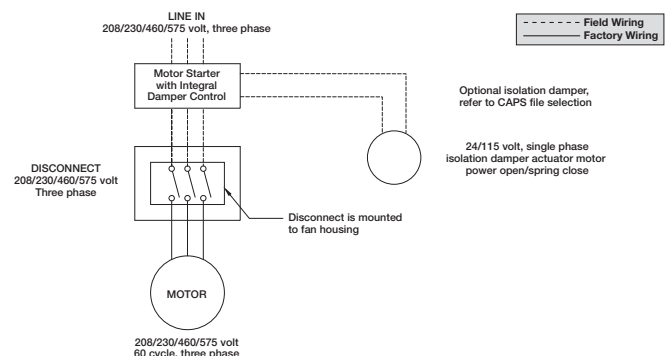 LINE IN
208/230/460/575 volt, three phase
Field Wiring
Factory Wiring
Motor Starter
with Integral
Damper Control
Optional isolation damper,
refer to CAPS file selection
24/115 volt, single phase
isolation damper actuator motor
power open/spring close
DISCONNECT
208/230/460/575 volt
Three phase
Disconnect is mounted
to fan housing
MOTOR
208/230/460/575 volt
60 cycle, three phase